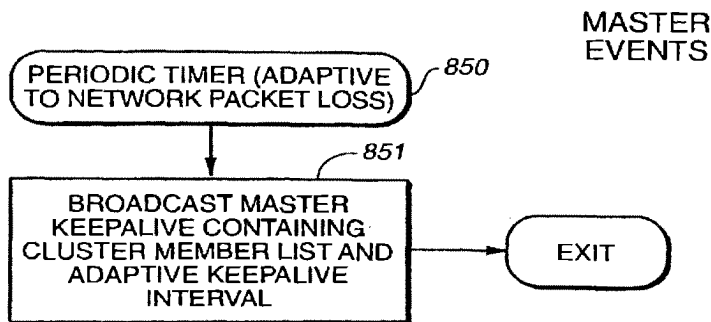 MASTER
EVENTS
PERIODIC TIMER (ADAPTIVE
TO NETWORK PACKET LOSS)
850
851
BROADCAST MASTER
KEEPALIVE CONTAINING
CLUSTER MEMBER LIST AND
ADAPTIVE KEEPALIVE
INTERVAL
EXIT